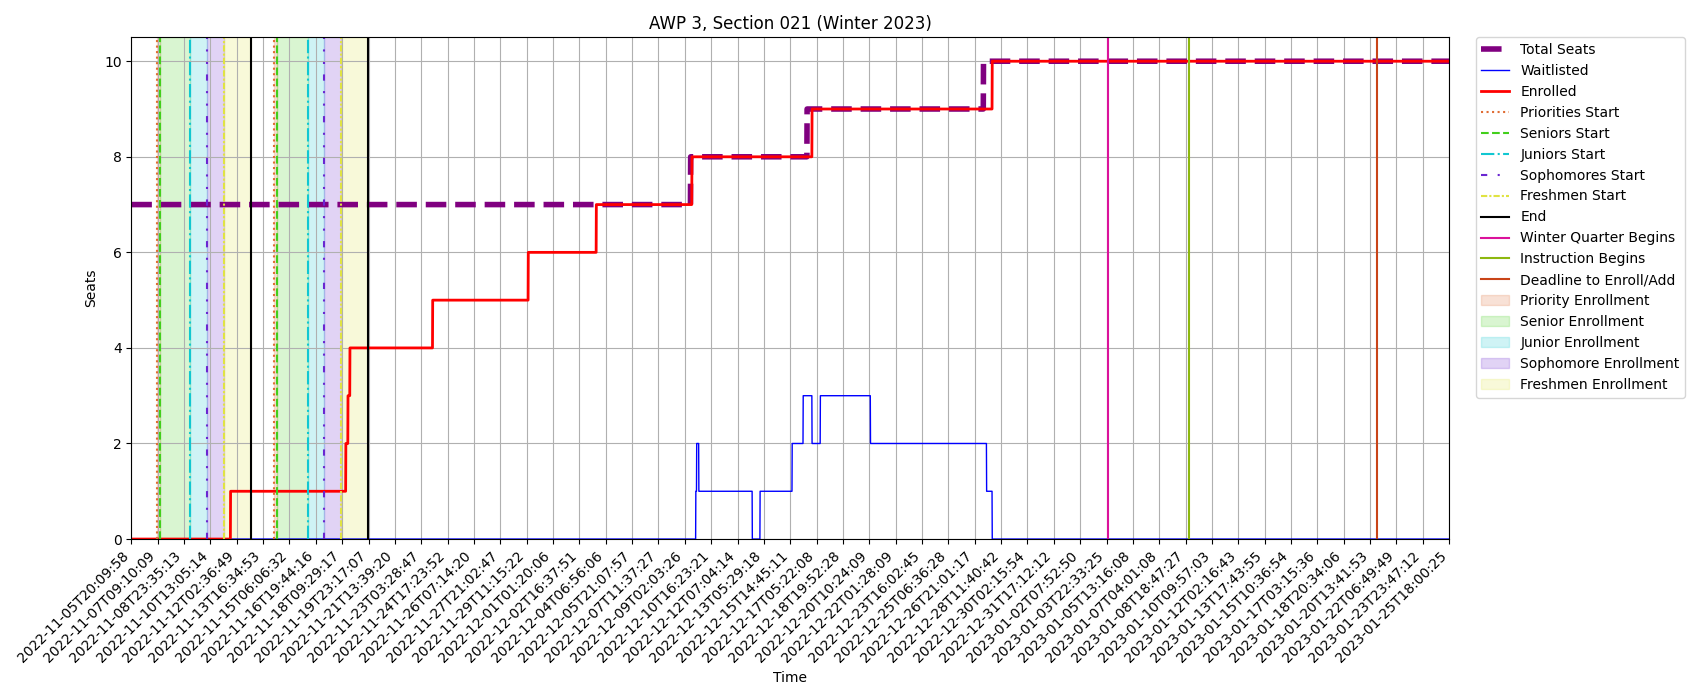 AWP 3, Section 021 (Winter 2023)
10
8
6
4
2
0
Seats
2022-11-05T20:09:58
2022-11-07T09:10:09
2022-11-08T23:35:13
2022-11-10T13:05:14
2022-11-12T02:36:49
2022-11-13T16:34:53
2022-11-15T06:06:32
2022-11-16T19:44:16
2022-11-18T09:29:17
2022-11-19T23:17:07
2022-11-21T13:39:20
2022-11-23T03:28:47
2022-11-24T17:23:52
2022-11-26T07:14:20
2022-11-27T21:02:47
2022-11-29T11:15:22
2022-12-01T01:20:06
2022-12-02T16:37:51
2022-12-04T06:56:06
2022-12-05T21:07:57
2022-12-07T11:37:27
2022-12-09T02:03:26
2022-12-10T16:23:21
2022-12-12T07:04:14
2022-12-13T05:29:18
2022-12-15T14:45:11
2022-12-17T05:22:08
2022-12-18T19:52:28
2022-12-20T10:24:09
2022-12-22T01:28:09
2022-12-23T16:02:45
2022-12-25T06:36:28
2022-12-26T21:01:17
2022-12-28T11:40:42
2022-12-30T02:15:54
2022-12-31T17:12:12
2023-01-02T07:52:50
2023-01-03T22:33:25
2023-01-05T13:16:08
2023-01-07T04:01:08
2023-01-08T18:47:27
2023-01-10T09:57:03
2023-01-12T02:16:43
2023-01-13T17:43:55
2023-01-15T10:36:54
2023-01-17T03:15:36
2023-01-18T20:34:06
2023-01-20T13:41:53
2023-01-22T06:49:49
2023-01-23T23:47:12
2023-01-25T18:00:25
Time
Total Seats
Waitlisted
Enrolled
Priorities Start
Seniors Start
Juniors Start
Sophomores Start
Freshmen Start
End
Winter Quarter Begins
Instruction Begins
Deadline to Enroll/Add
Priority Enrollment
Senior Enrollment
Junior Enrollment
Sophomore Enrollment
Freshmen Enrollment